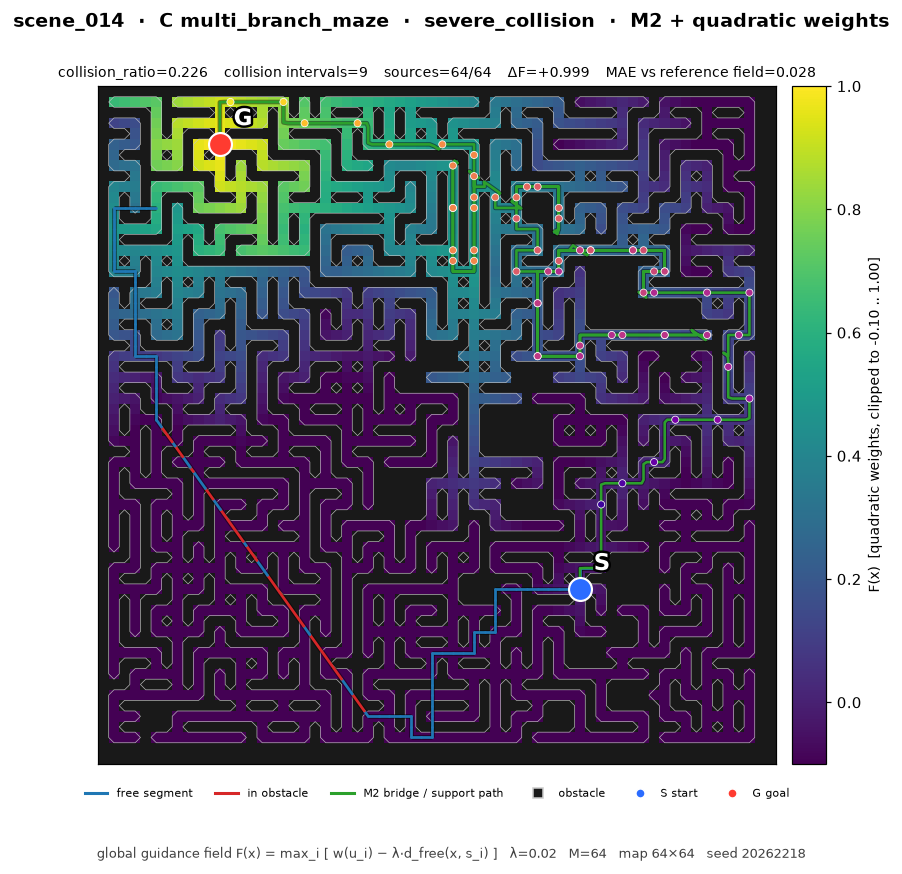 scene_014 · C multi_branch_maze · severe_collision · M2 + quadratic weights
collision_ratio=0.226 collision intervals=9 sources=64/64 ΔF=+0.999 MAE vs reference field=0.028
G
S
1.0
0.8
0.6
0.4
0.2
0.0
F(x) [quadratic weights, clipped to -0.10 .. 1.00]
free segment in obstacle M2 bridge / support path obstacle S start G goal
global guidance field F(x) = max_i [ w(u_i) − λ·d_free(x, s_i) ] λ=0.02 M=64 map 64×64 seed 20262218